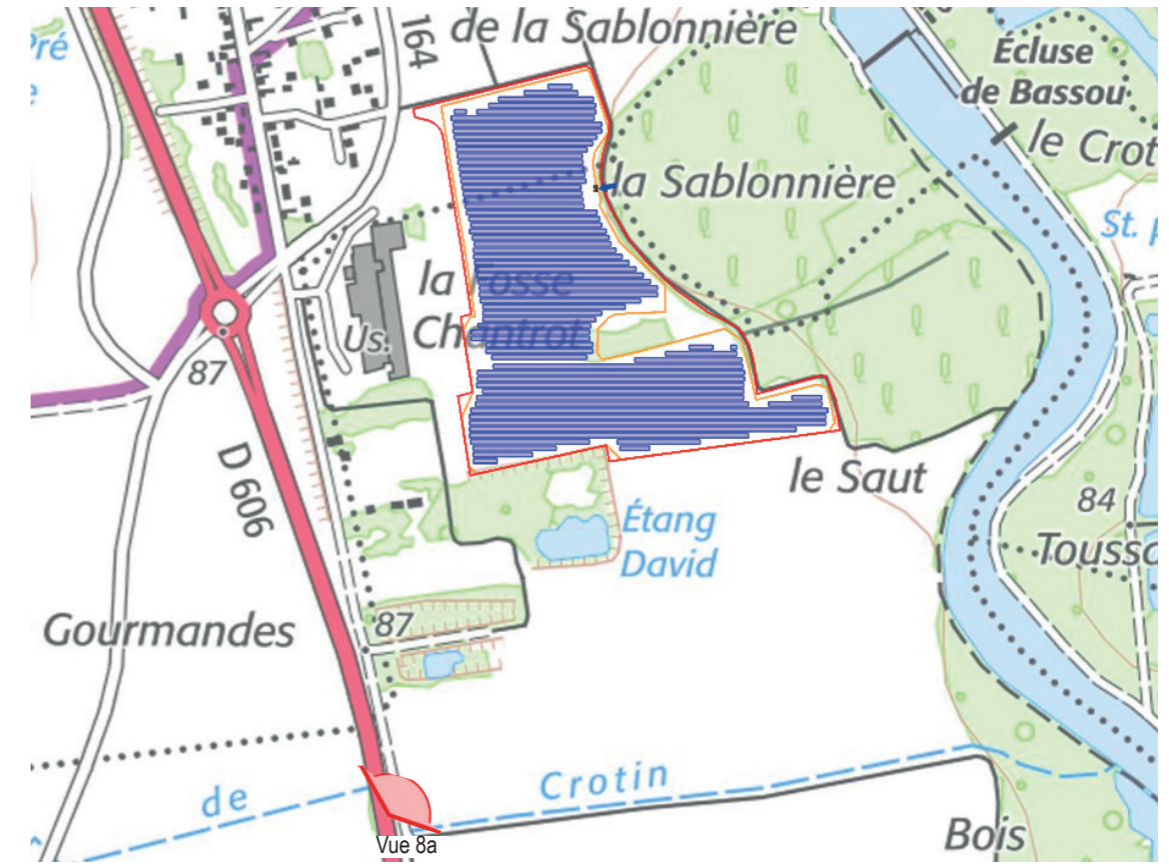 164
de la Sablonnière
Pré
Écluse
de Bassou
le Crot
la Sablonnière
St. p
la Fosse
Chantrot
Us.
87
D 606
le Saut
84
Étang
David
Tousso
Gourmandes
87
de
Crotin
Vue 8a
Bois